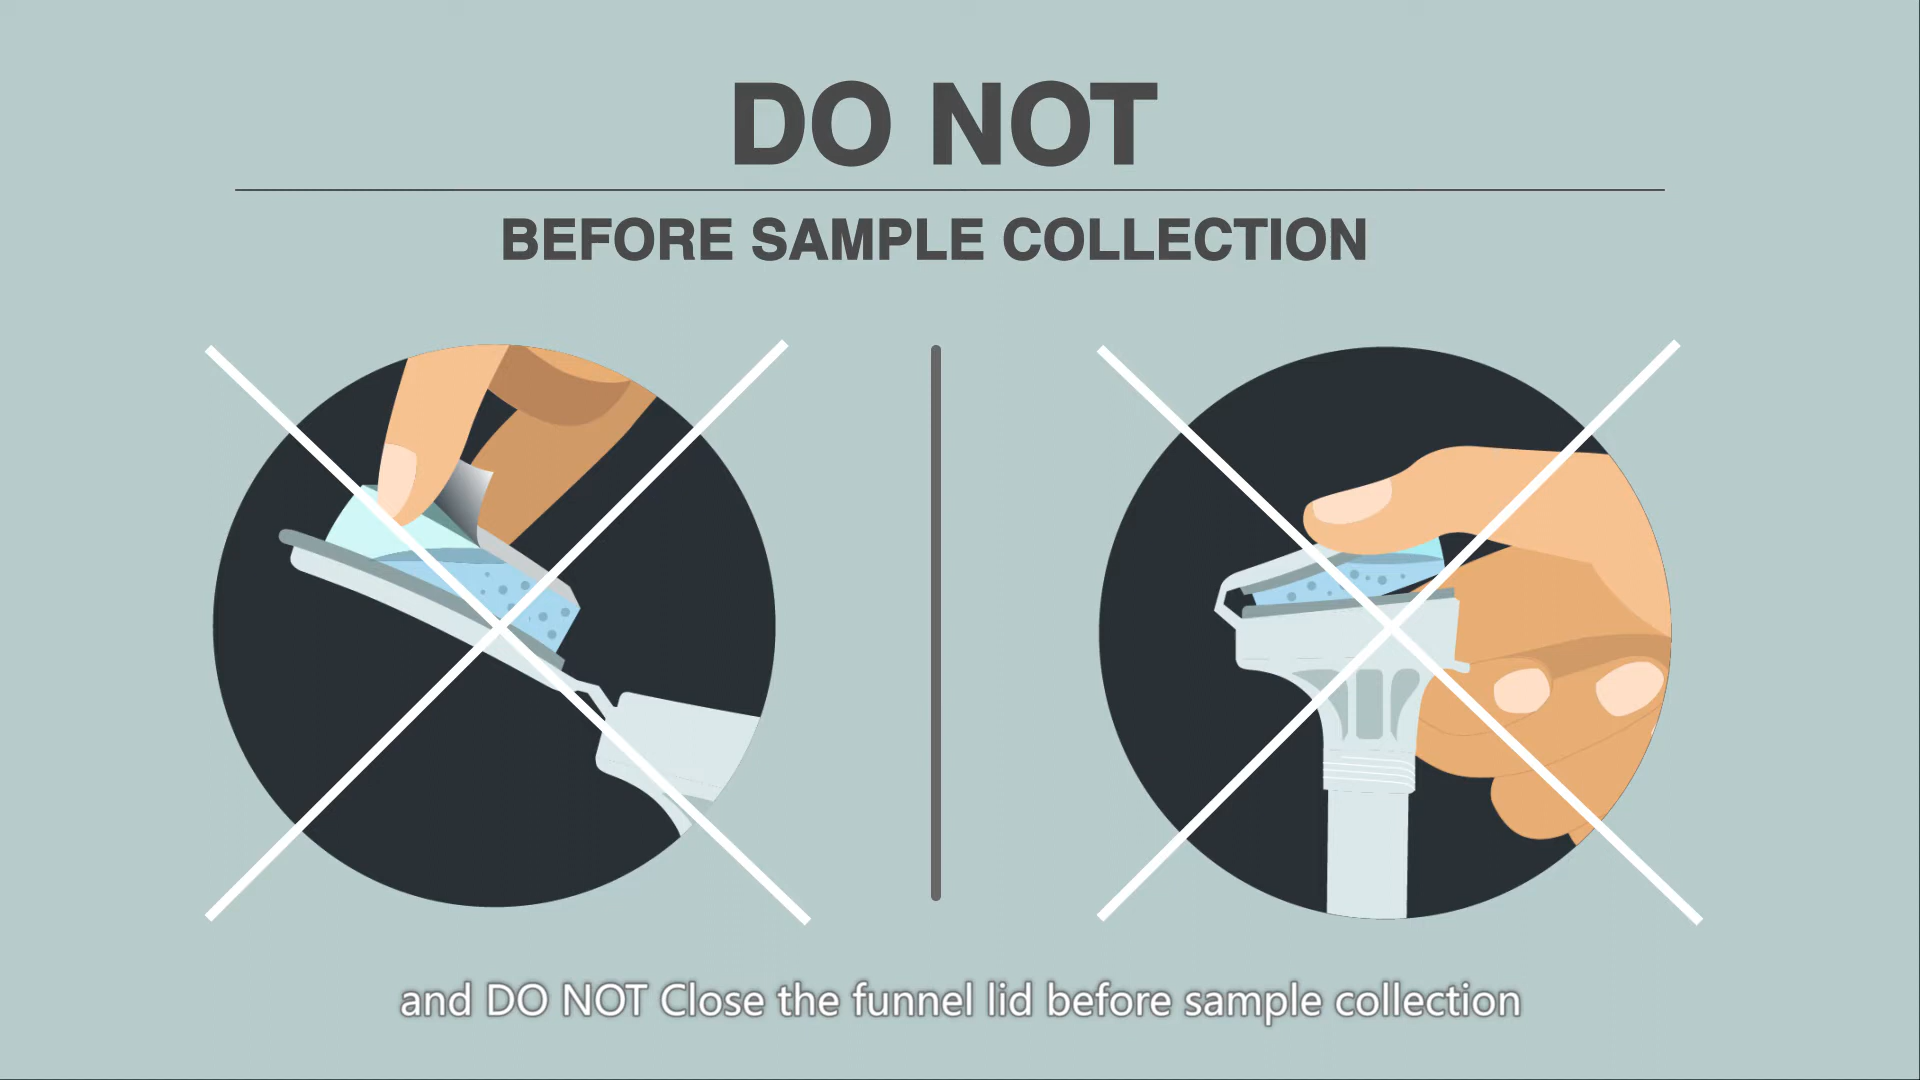 DO NOT
BEFORE SAMPLE COLLECTION
and DO NOT Close the funnel lid before sample collection